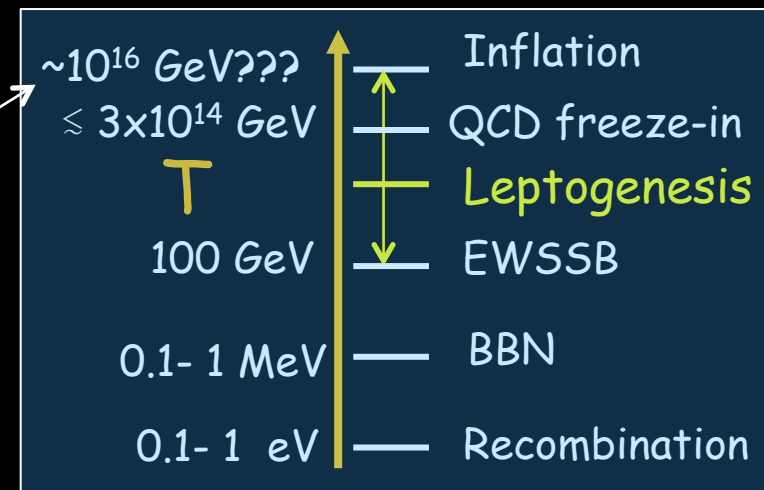 ~10¹⁶ GeV??? Inflation
≲ 3x10¹⁴ GeV QCD freeze-in
T Leptogenesis
100 GeV EWSSB
0.1- 1 MeV BBN
0.1- 1 eV Recombination